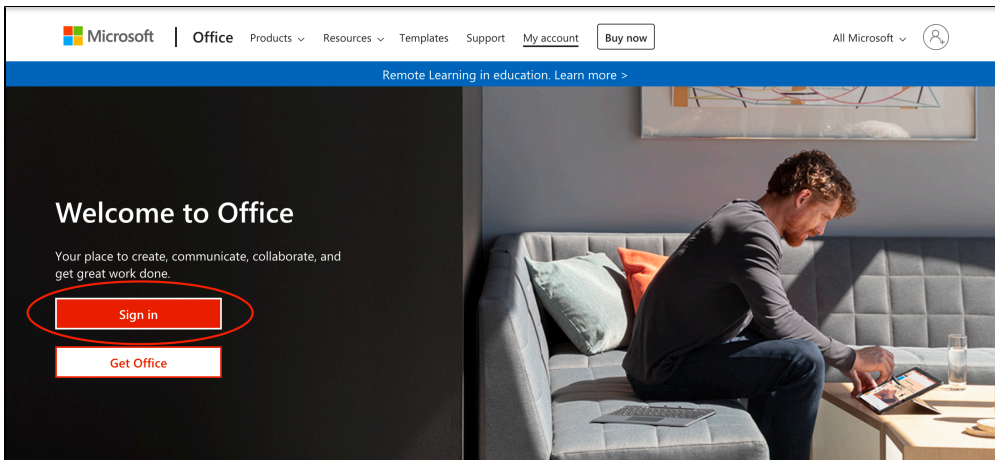 Microsoft | Office Products Resources Templates Support My account Buy now All Microsoft
Remote Learning in education. Learn more >
Welcome to Office
Your place to create, communicate, collaborate, and
get great work done.
Sign in
Get Office